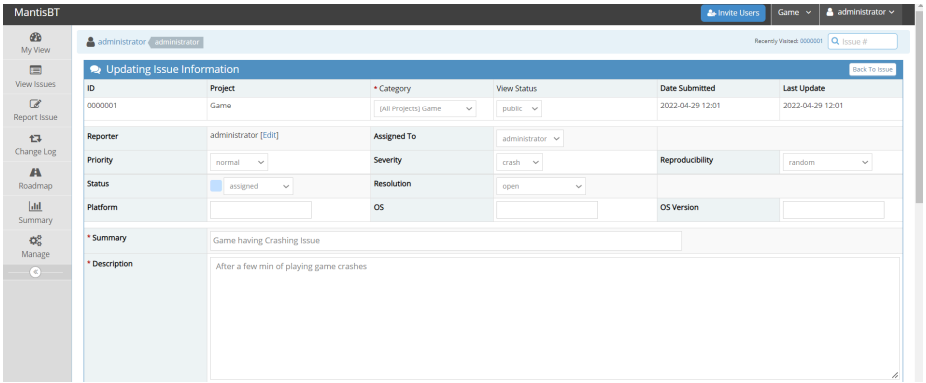 MantisBT
Invite Users Game administrator
My View
View Issues
Report Issue
Change Log
Roadmap
Summary
Manage
administrator administrator
Recently Visited: 0000001 Issue #
Updating Issue Information Back To Issue
ID Project * Category View Status Date Submitted Last Update
0000001 Game [All Projects] Game public 2022-04-29 12:01 2022-04-29 12:01
Reporter administrator [Edit] Assigned To administrator
Priority normal Severity crash Reproducibility random
Status assigned Resolution open
Platform OS OS Version
* Summary Game having Crashing Issue
* Description After a few min of playing game crashes